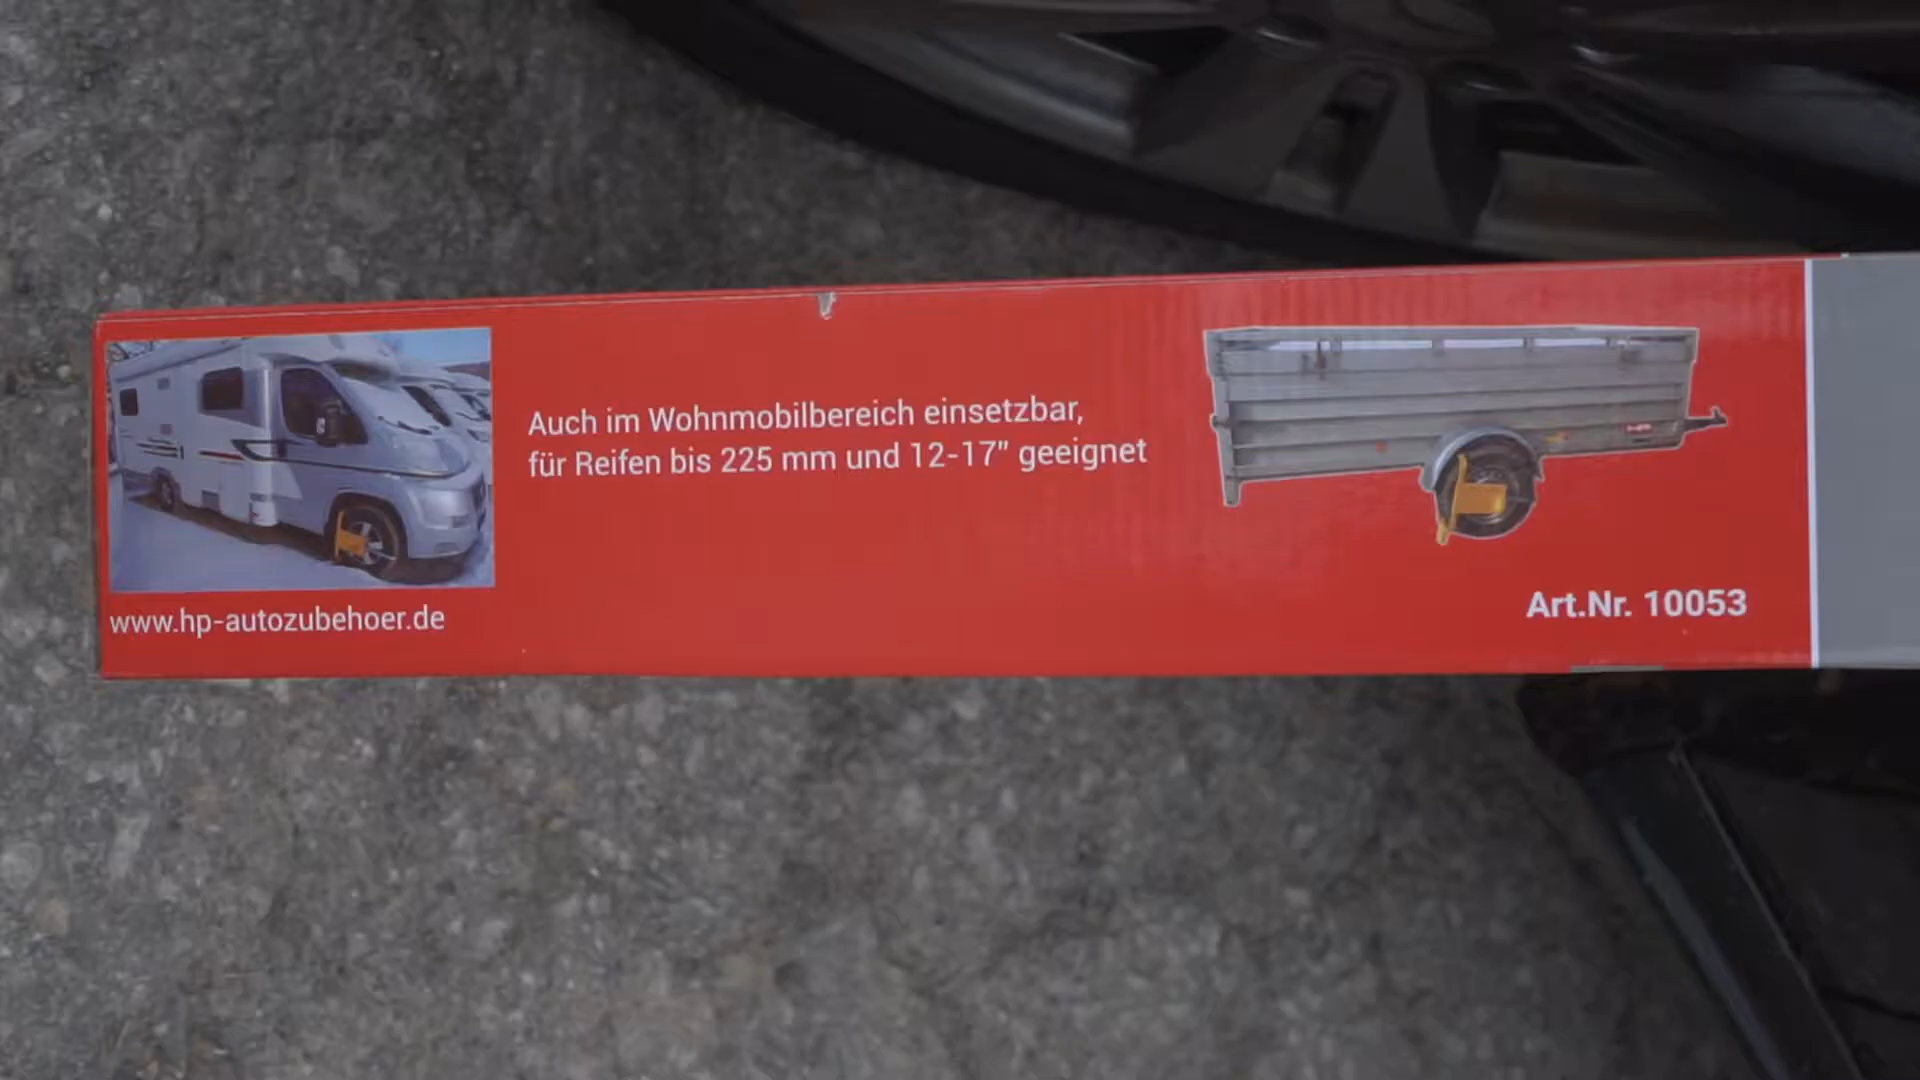 Auch im Wohnmobilbereich einsetzbar,
für Reifen bis 225 mm und 12-17" geeignet
www.hp-autozubehoer.de
Art.Nr. 10053